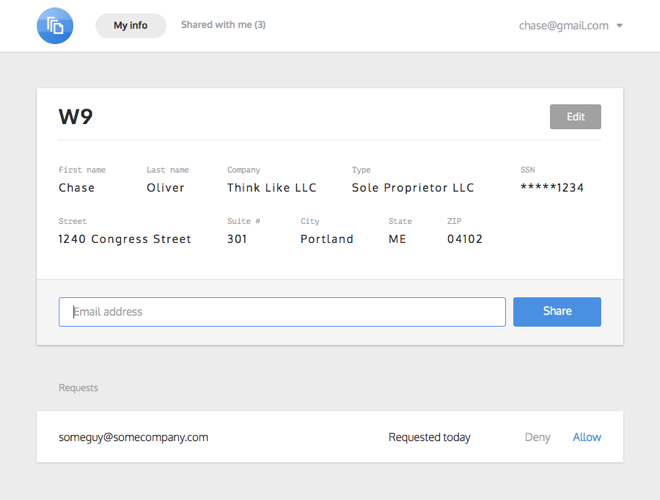 My info Shared with me (3) chase@gmail.com
W9 Edit
First name Last name Company Type SSN
Chase Oliver Think Like LLC Sole Proprietor LLC *****1234
Street Suite # City State ZIP
1240 Congress Street 301 Portland ME 04102
Email address Share
Requests
someguy@somecompany.com Requested today Deny Allow